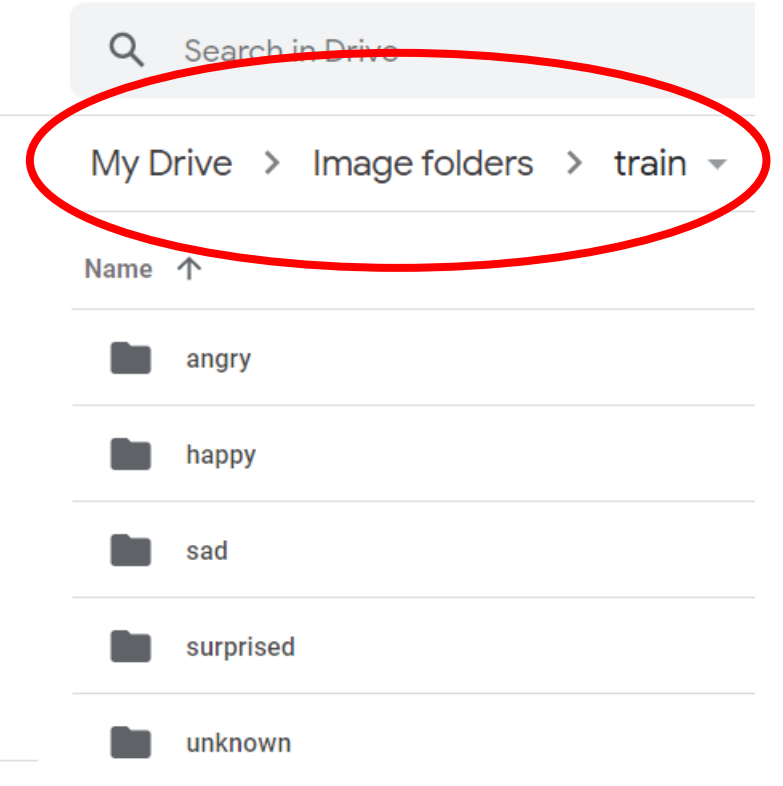 Search in Drive
My Drive > Image folders > train
Name
angry
happy
sad
surprised
unknown